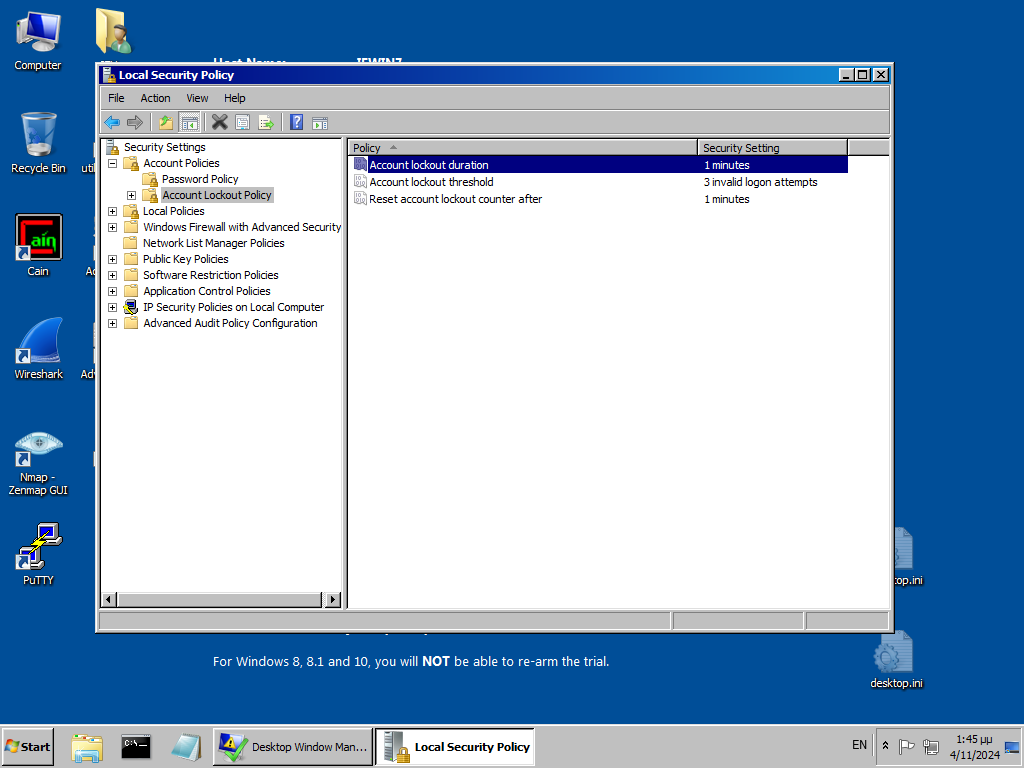 Computer
Recycle Bin
Cain
Wireshark
Nmap -
Zenmap GUI
PuTTY
Local Security Policy
File Action View Help
Security Settings
Account Policies
Password Policy
Account Lockout Policy
Local Policies
Windows Firewall with Advanced Security
Network List Manager Policies
Public Key Policies
Software Restriction Policies
Application Control Policies
IP Security Policies on Local Computer
Advanced Audit Policy Configuration
Policy Security Setting
Account lockout duration 1 minutes
Account lockout threshold 3 invalid logon attempts
Reset account lockout counter after 1 minutes
For Windows 8, 8.1 and 10, you will NOT be able to re-arm the trial.
desktop.ini
Start
Desktop Window Man...
Local Security Policy
EN
1:45 μμ
4/11/2024